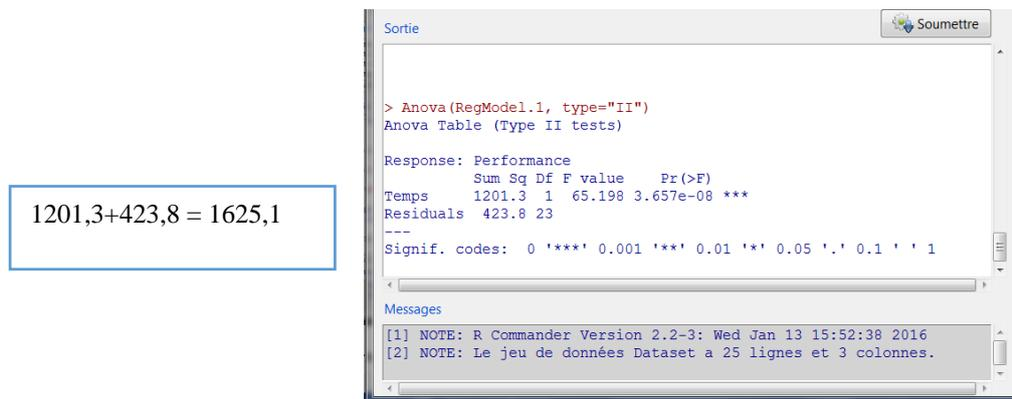 1201,3+423,8 = 1625,1
Sortie
Soumettre
> Anova(RegModel.1, type="II")
Anova Table (Type II tests)
Response: Performance
Sum Sq Df F value Pr(>F)
Temps 1201.3 1 65.198 3.657e-08 ***
Residuals 423.8 23
---
Signif. codes: 0 '***' 0.001 '**' 0.01 '*' 0.05 '.' 0.1 ' ' 1
Messages
[1] NOTE: R Commander Version 2.2-3: Wed Jan 13 15:52:38 2016
[2] NOTE: Le jeu de données Dataset a 25 lignes et 3 colonnes.